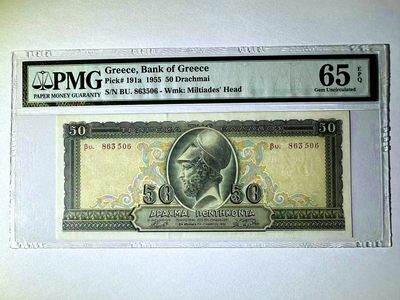 PMG
PAPER MONEY GUARANTY
Greece, Bank of Greece
Pick# 191a 1955 50 Drachmai
S/N BU. 863506 - Wmk: Miltiades' Head
65 EPQ
Gem Uncirculated
50 50
βυ. 863506 βυ. 863506
50 50
ΔΡΑΧΜΑΙ ΠΕΝΤΗΚΟΝΤΑ